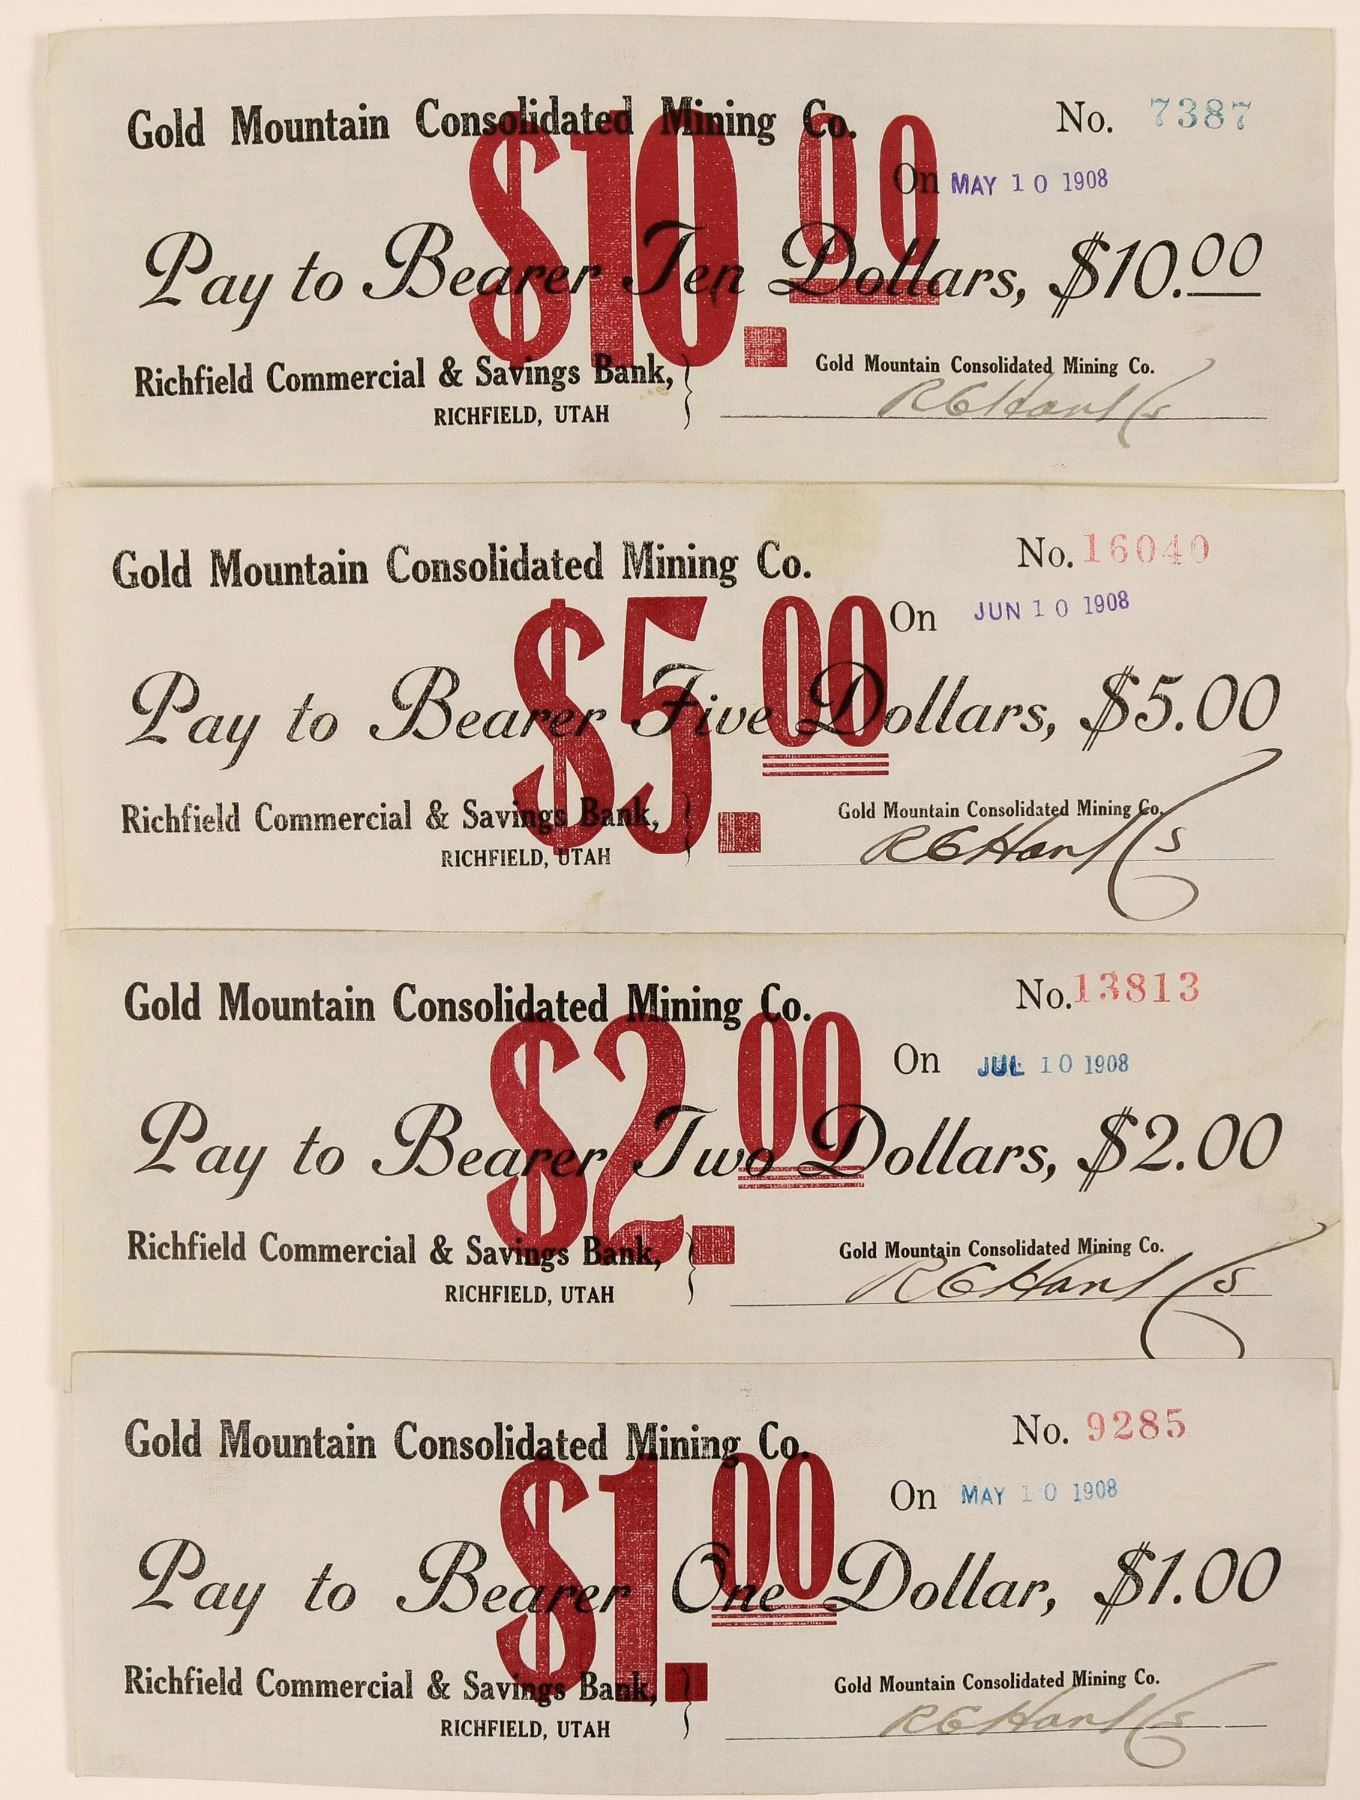 Gold Mountain Consolidated Mining Co. No. 7387
$10.00
On MAY 10 1908
Pay to Bearer Ten Dollars, $10.00
Richfield Commercial & Savings Bank,
RICHFIELD, UTAH
Gold Mountain Consolidated Mining Co.
Gold Mountain Consolidated Mining Co. No. 16040
$5.00
On JUN 10 1908
Pay to Bearer Five Dollars, $5.00
Richfield Commercial & Savings Bank,
RICHFIELD, UTAH
Gold Mountain Consolidated Mining Co.
Gold Mountain Consolidated Mining Co. No. 13813
$2.00
On JUL 10 1908
Pay to Bearer Two Dollars, $2.00
Richfield Commercial & Savings Bank,
RICHFIELD, UTAH
Gold Mountain Consolidated Mining Co.
Gold Mountain Consolidated Mining Co. No. 9285
$1.00
On MAY 10 1908
Pay to Bearer One Dollar, $1.00
Richfield Commercial & Savings Bank,
RICHFIELD, UTAH
Gold Mountain Consolidated Mining Co.